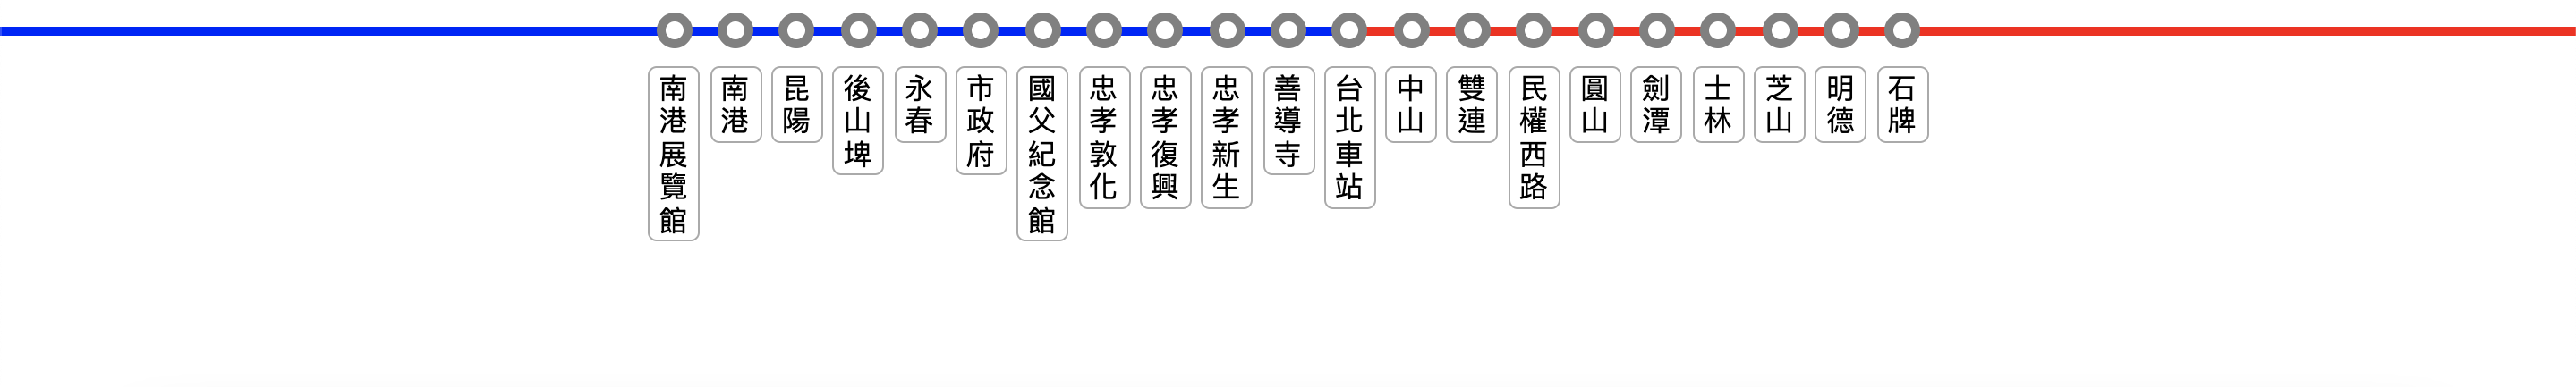 南港展覽館
南港
昆陽
後山埤
永春
市政府
國父紀念館
忠孝敦化
忠孝復興
忠孝新生
善導寺
台北車站
中山
雙連
民權西路
圓山
劍潭
士林
芝山
明德
石牌